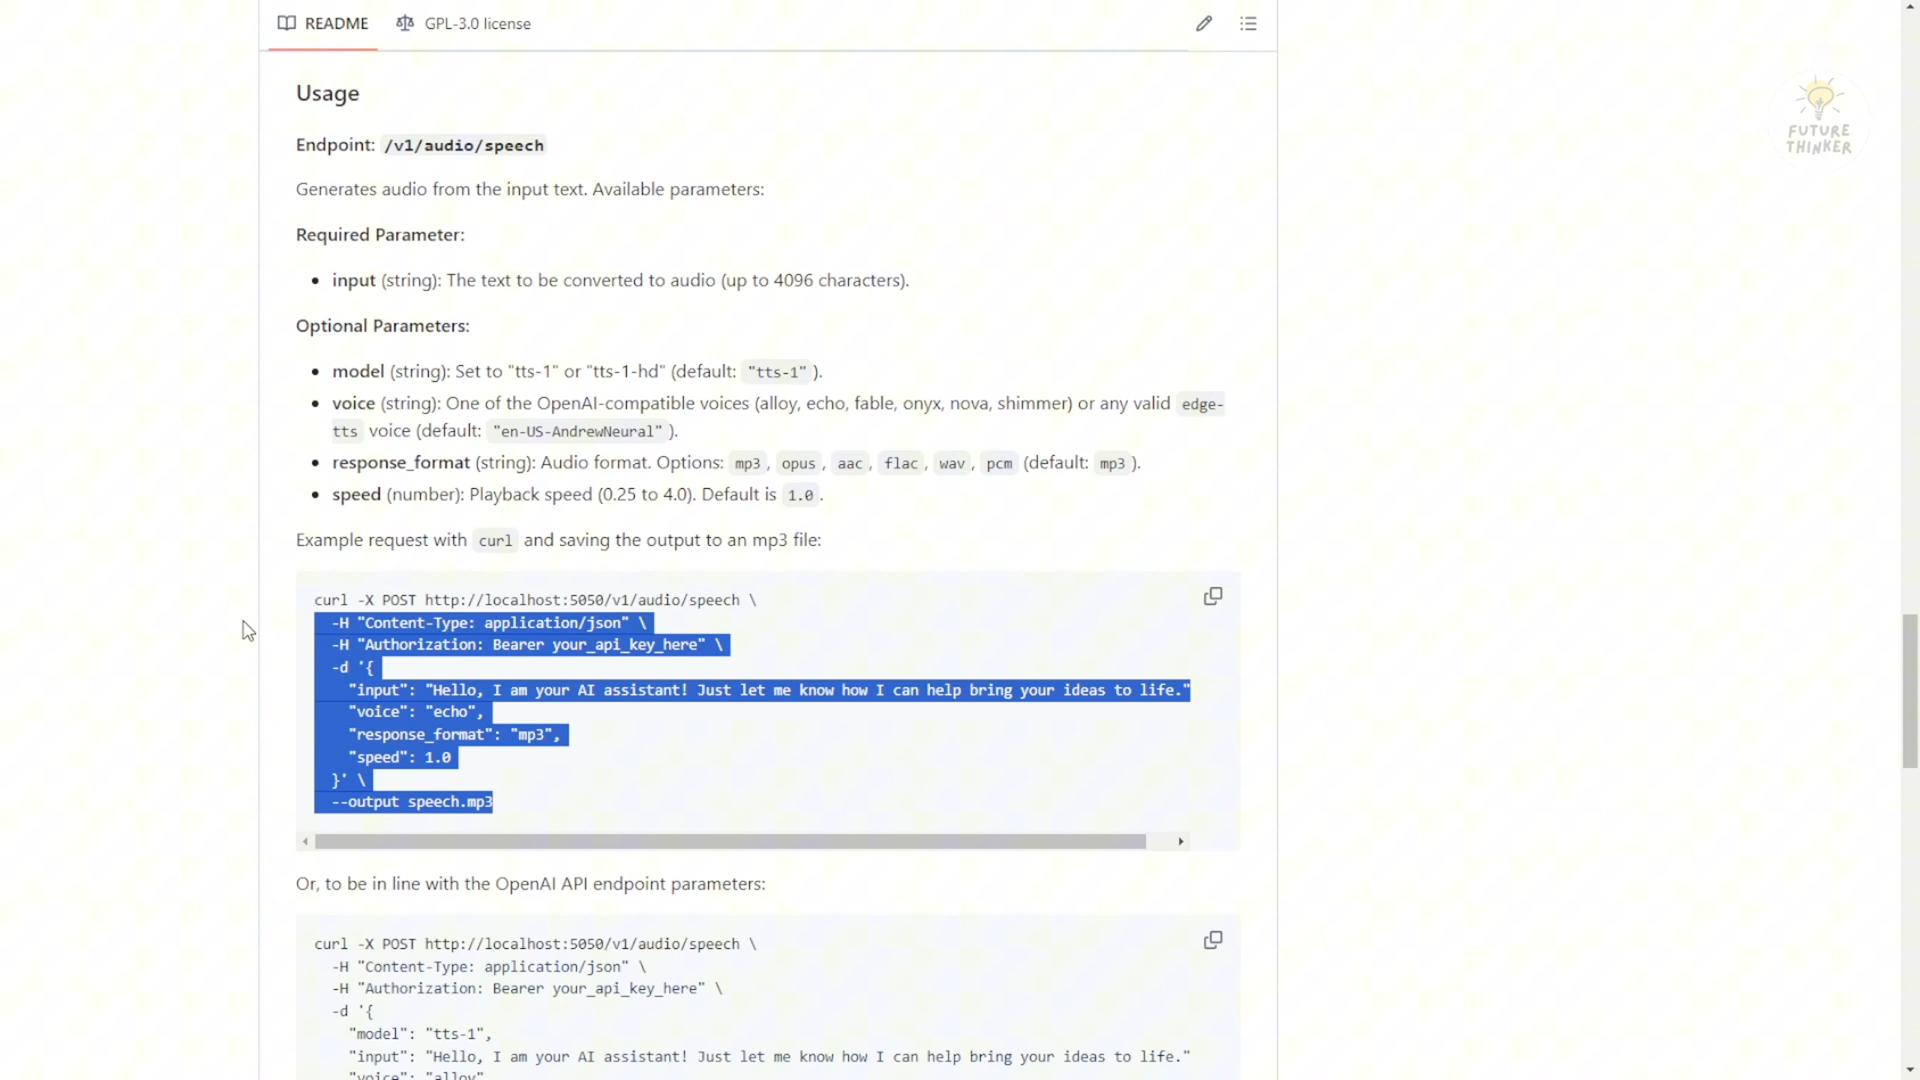 README GPL-3.0 license
FUTURE
THINKER
Usage
Endpoint: /v1/audio/speech
Generates audio from the input text. Available parameters:
Required Parameter:
• input (string): The text to be converted to audio (up to 4096 characters).
Optional Parameters:
• model (string): Set to "tts-1" or "tts-1-hd" (default: "tts-1" ).
• voice (string): One of the OpenAI-compatible voices (alloy, echo, fable, onyx, nova, shimmer) or any valid edge-
tts voice (default: "en-US-AndrewNeural" ).
• response_format (string): Audio format. Options: mp3 , opus , aac , flac , wav , pcm (default: mp3 ).
• speed (number): Playback speed (0.25 to 4.0). Default is 1.0 .
Example request with curl and saving the output to an mp3 file:
curl -X POST http://localhost:5050/v1/audio/speech \
-H "Content-Type: application/json" \
-H "Authorization: Bearer your_api_key_here" \
-d '{
"input": "Hello, I am your AI assistant! Just let me know how I can help bring your ideas to life."
"voice": "echo",
"response_format": "mp3",
"speed": 1.0
}' \
--output speech.mp3
Or, to be in line with the OpenAI API endpoint parameters:
curl -X POST http://localhost:5050/v1/audio/speech \
-H "Content-Type: application/json" \
-H "Authorization: Bearer your_api_key_here" \
-d '{
"model": "tts-1",
"input": "Hello, I am your AI assistant! Just let me know how I can help bring your ideas to life."
"voice": "alloy"